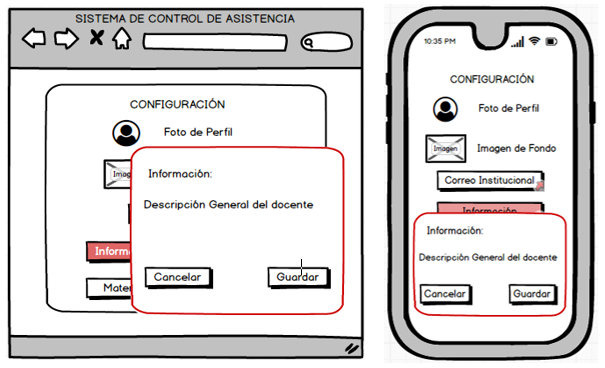 SISTEMA DE CONTROL DE ASISTENCIA
CONFIGURACIÓN
Foto de Perfil
Imag
Información:
Descripción General del docente
Inform
Cancelar
Guardar
Mater
10:35 PM
CONFIGURACIÓN
Foto de Perfil
Imagen
Imagen de Fondo
Correo Institucional
Información
Información:
Descripción General del docente
Cancelar
Guardar